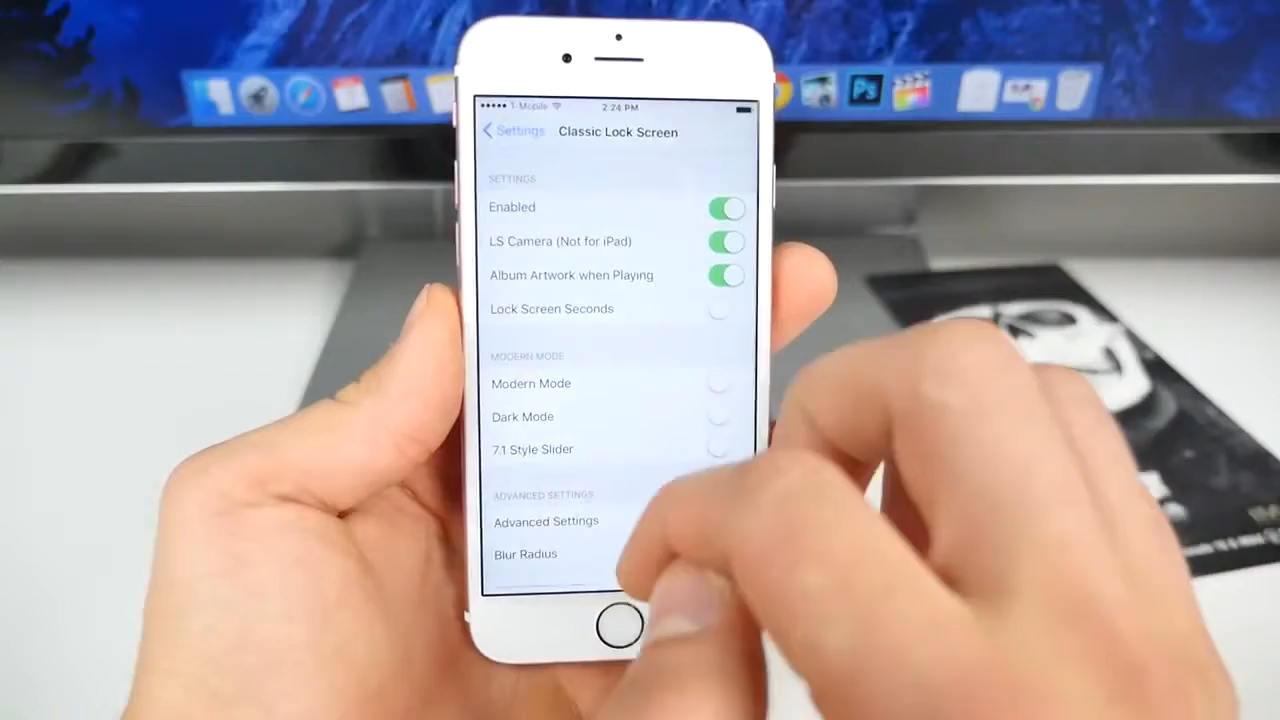 Ps
T-Mobile
2:24 PM
Settings
Classic Lock Screen
SETTINGS
Enabled
LS Camera (Not for iPad)
Album Artwork when Playing
Lock Screen Seconds
MODERN MODE
Modern Mode
Dark Mode
7.1 Style Slider
ADVANCED SETTINGS
Advanced Settings
Blur Radius